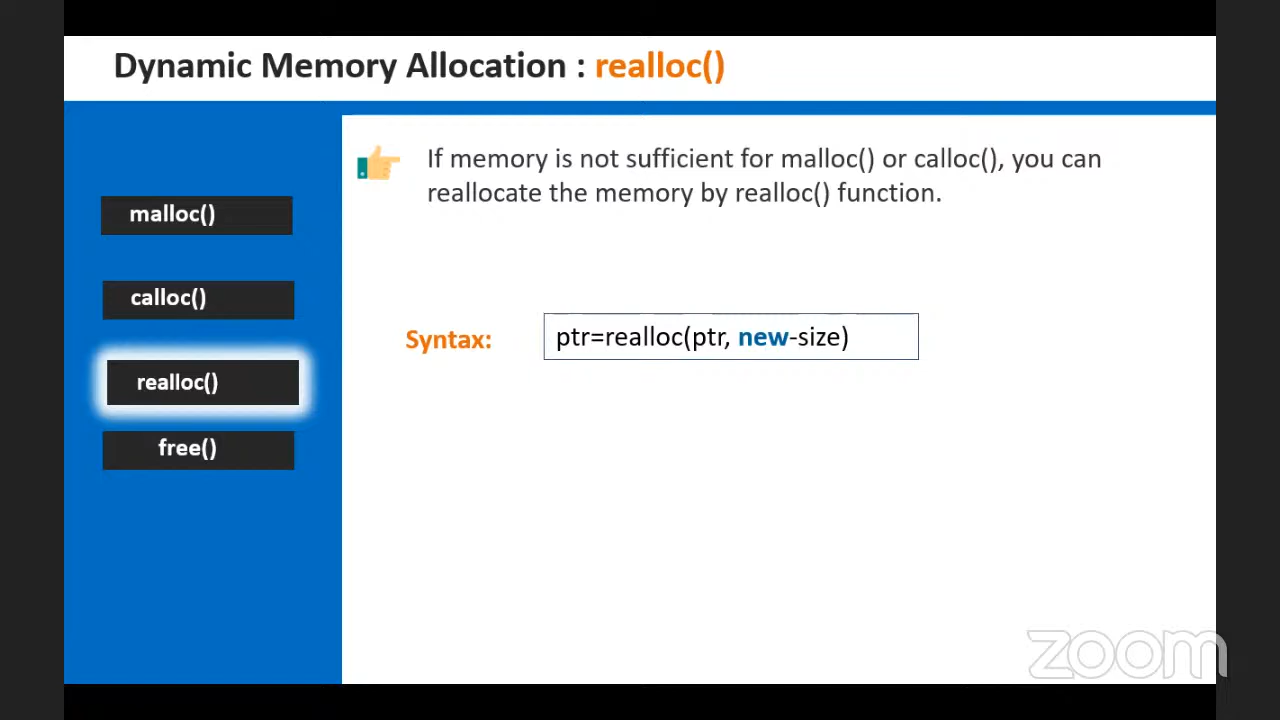 Dynamic Memory Allocation : realloc()
malloc()
calloc()
realloc()
free()
If memory is not sufficient for malloc() or calloc(), you can
reallocate the memory by realloc() function.
Syntax:
ptr=realloc(ptr, new-size)
zoom